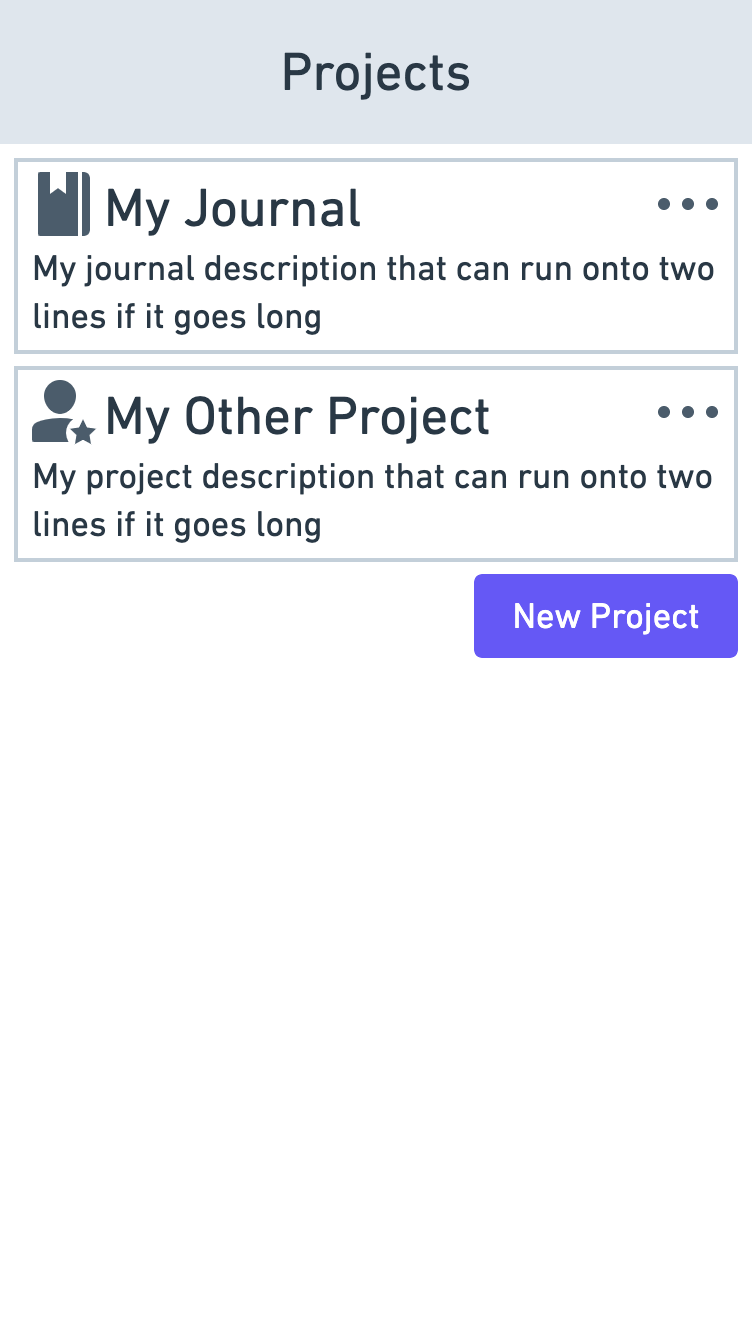 Projects
My Journal
My journal description that can run onto two
lines if it goes long
My Other Project
My project description that can run onto two
lines if it goes long
New Project